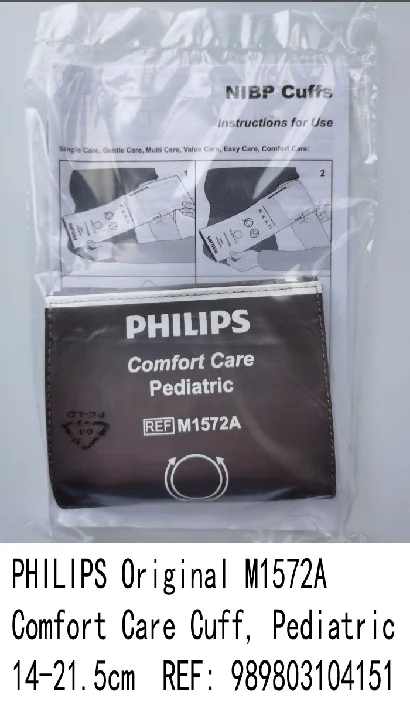 NIBP Cuffs
Instructions for Use
Simple Care, Gentle Care, Multi Care, Value Care, Easy Care, Comfort Care:
1
2
PHILIPS
Comfort Care
Pediatric
REF M1572A
PHILIPS Original M1572A
Comfort Care Cuff, Pediatric
14-21.5cm REF: 989803104151